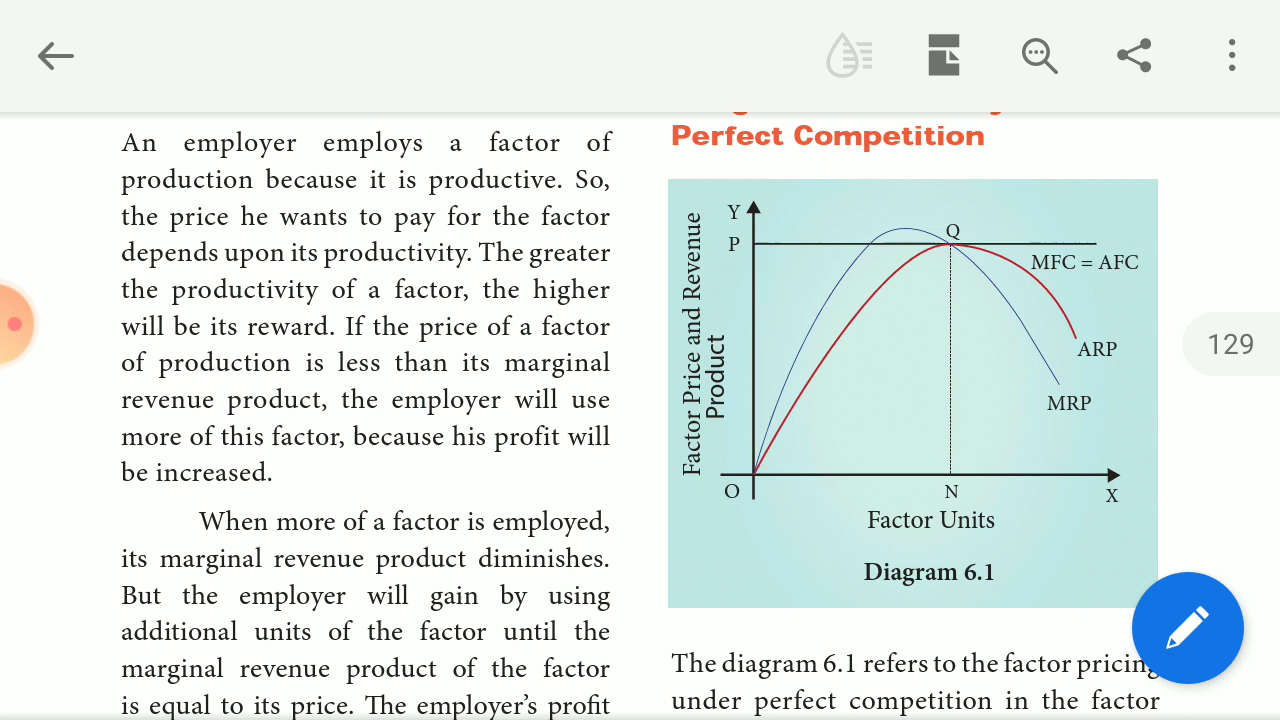 An employer employs a factor of
production because it is productive. So,
the price he wants to pay for the factor
depends upon its productivity. The greater
the productivity of a factor, the higher
will be its reward. If the price of a factor
of production is less than its marginal
revenue product, the employer will use
more of this factor, because his profit will
be increased.
When more of a factor is employed,
its marginal revenue product diminishes.
But the employer will gain by using
additional units of the factor until the
marginal revenue product of the factor
is equal to its price. The employer’s profit
Perfect Competition
Factor Price and Revenue
Product
Y
P
Q
MFC = AFC
ARP
MRP
O
N
X
Factor Units
Diagram 6.1
The diagram 6.1 refers to the factor pricing
under perfect competition in the factor
129